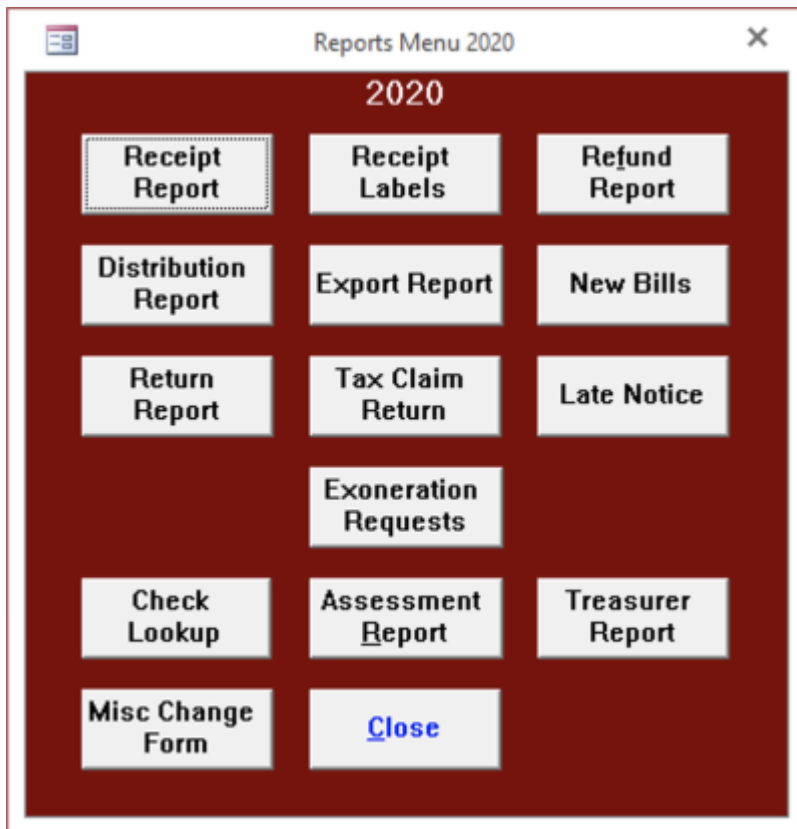 Reports Menu 2020
2020
Receipt
Report
Receipt
Labels
Refund
Report
Distribution
Report
Export Report
New Bills
Return
Report
Tax Claim
Return
Late Notice
Exoneration
Requests
Check
Lookup
Assessment
Report
Treasurer
Report
Misc Change
Form
Close